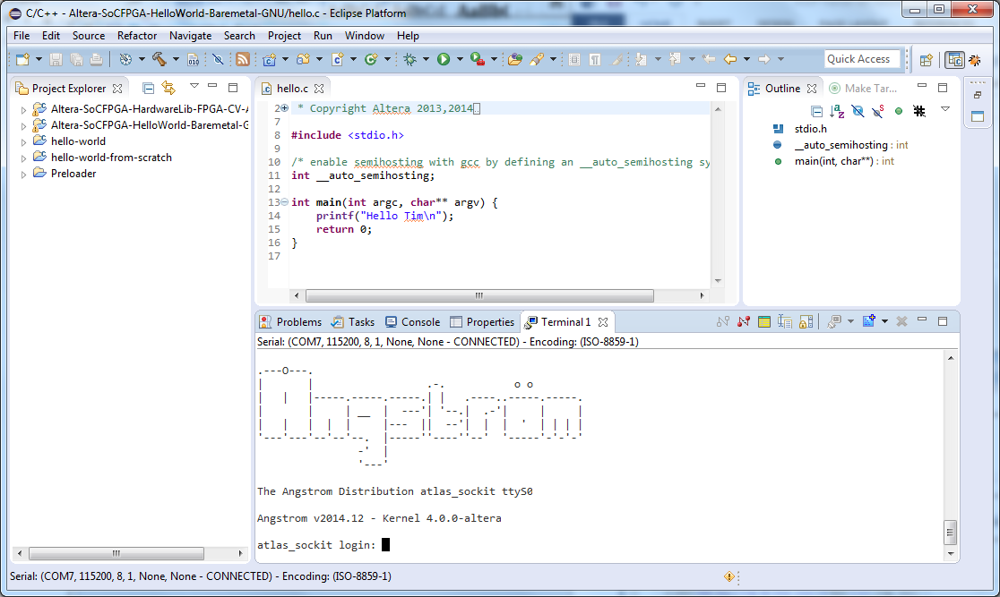 C/C++ - Altera-SoCFPGA-HelloWorld-Baremetal-GNU/hello.c - Eclipse Platform
File Edit Source Refactor Navigate Search Project Run Window Help
010
Quick Access
Project Explorer
Altera-SoCFPGA-HardwareLib-FPGA-CV-A
Altera-SoCFPGA-HelloWorld-Baremetal-G
hello-world
hello-world-from-scratch
Preloader
hello.c
2 * Copyright Altera 2013,2014
7
8 #include <stdio.h>
9
10 /* enable semihosting with gcc by defining an __auto_semihosting sy
11 int __auto_semihosting;
12
13 int main(int argc, char** argv) {
14 printf("Hello Tim\n");
15 return 0;
16 }
17
Outline Make Tar...
stdio.h
__auto_semihosting : int
main(int, char**) : int
Problems Tasks Console Properties Terminal 1
Serial: (COM7, 115200, 8, 1, None, None - CONNECTED) - Encoding: (ISO-8859-1)
Angström
The Angstrom Distribution atlas_sockit ttyS0
Angstrom v2014.12 - Kernel 4.0.0-altera
atlas_sockit login:
Serial: (COM7, 115200, 8, 1, None, None - CONNECTED) - Encoding: (ISO-8859-1)